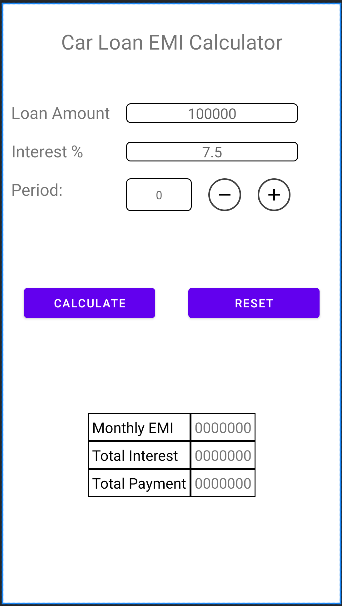 Car Loan EMI Calculator
Loan Amount 100000
Interest % 7.5
Period: 0 − +
CALCULATE RESET
Monthly EMI 0000000
Total Interest 0000000
Total Payment 0000000